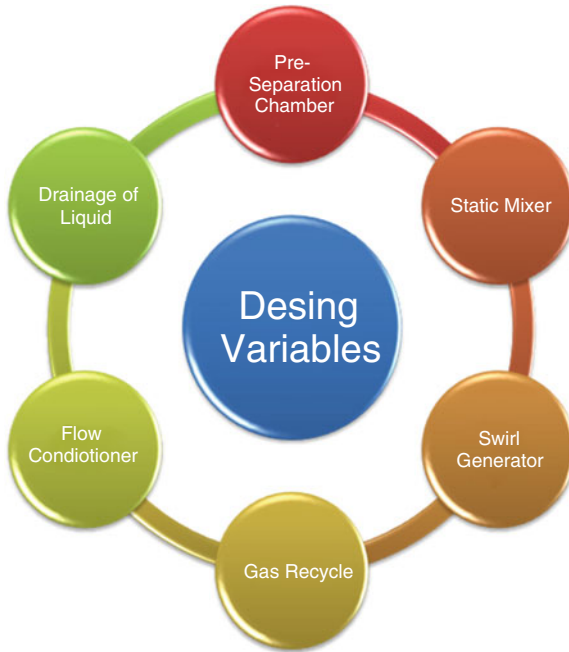 Pre-
Separation
Chamber
Static Mixer
Swirl
Generator
Gas Recycle
Flow
Condiotioner
Drainage of
Liquid
Desing
Variables